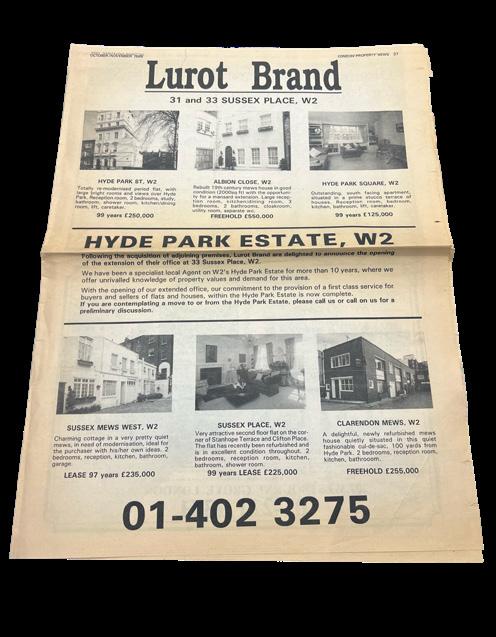 OCTOBER/NOVEMBER
LONDON PROPERTY NEWS 37
Lurot Brand
31 and 33 SUSSEX PLACE, W2
HYDE PARK ST, W2
Totally re-modernised period flat, with
large bright rooms and views over Hyde
Park. Reception room, 2 bedrooms, study,
bathroom, shower room, kitchen/dining
room, lift, caretaker.
99 years £250,000
ALBION CLOSE, W2
Rebuilt 19th century mews house in good
condition (2000sq ft) with the opportuni-
ty for a mansard extension. Large recep-
tion room, kitchen/dining room, 3
bedrooms, 2 bathrooms, cloakroom,
utility room, separate wc.
FREEHOLD £550,000
HYDE PARK SQUARE, W2
Outstanding, south facing apartment,
situated in a prime stucco terrace of
houses. Reception room, bedroom,
kitchen, bathroom, lift, caretaker.
99 years £125,000
HYDE PARK ESTATE, W2
Following the acquisition of adjoining premises, Lurot Brand are delighted to announce the opening
of the extension of their office at 33 Sussex Place, W2.
We have been a specialist local Agent on W2's Hyde Park Estate for more than 10 years, where we
offer unrivalled knowledge of property values and demand for this area.
With the opening of our extended office, our commitment to the provision of a first class service for
buyers and sellers of flats and houses, within the Hyde Park Estate is now complete.
If you are contemplating a move to or from the Hyde Park Estate, please call us or call on us for a
preliminary discussion.
SUSSEX MEWS WEST, W2
Charming cottage in a very pretty quiet
mews, in need of modernisation, ideal for
the purchaser with his/her own ideas. 2
bedrooms, reception, kitchen, bathroom,
garage.
LEASE 97 years £235,000
SUSSEX PLACE, W2
Very attractive second floor flat on the cor-
ner of Stanhope Terrace and Clifton Place.
The flat has recently been refurbished and
is in excellent condition throughout. 2
bedrooms, reception room, kitchen,
bathroom, shower room.
99 years LEASE £225,000
CLARENDON MEWS, W2
A delightful, newly refurbished mews
house quietly situated in this quiet
fashionable cul-de-sac, 100 yards from
Hyde Park. 2 bedrooms, reception room,
kitchen, bathrooom.
FREEHOLD £255,000
01-402 3275